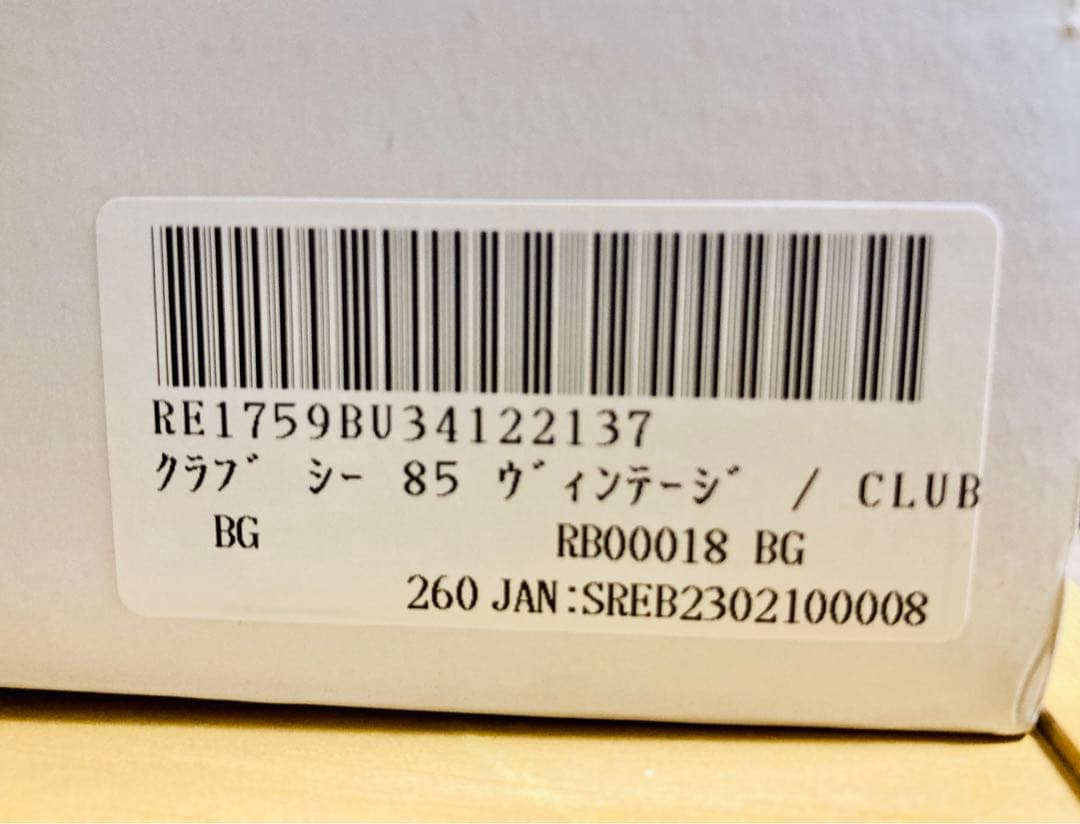 RE1759BU34122137
ｸﾗﾌﾞ ｼｰ 85 ｳﾞｨﾝﾃｰｼﾞ / CLUB
BG RB00018 BG
260 JAN:SREB2302100008